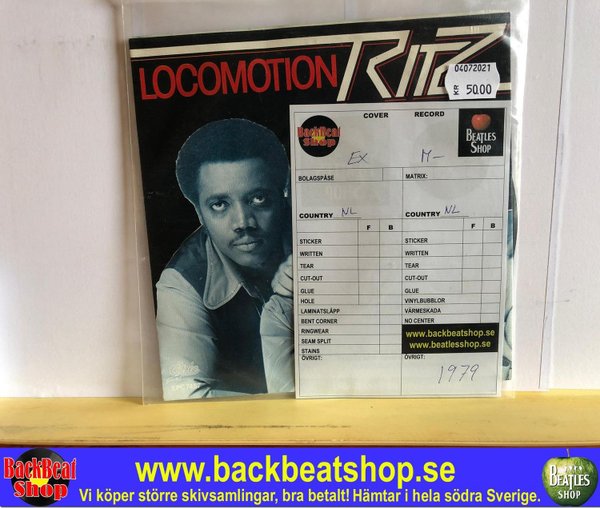 LOCOMOTION RITZ
04072021
KR 50.00
BackBeat Shop
COVER RECORD
BEATLES SHOP
EX M-
BOLAGSPÅSE MATRIX:
COUNTRY NL COUNTRY NL
F B F B
STICKER STICKER
WRITTEN WRITTEN
TEAR TEAR
CUT-OUT CUT-OUT
GLUE GLUE
HOLE VINYLBUBBLOR
LAMINATSLÄPP VÄRMESKADA
BENT CORNER NO CENTER
RINGWEAR www.backbeatshop.se
SEAM SPLIT www.beatlesshop.se
STAINS
ÖVRIGT: ÖVRIGT:
1979
Epic
BackBeat Shop
www.backbeatshop.se
Vi köper större skivsamlingar, bra betalt! Hämtar i hela södra Sverige.
BEATLES SHOP